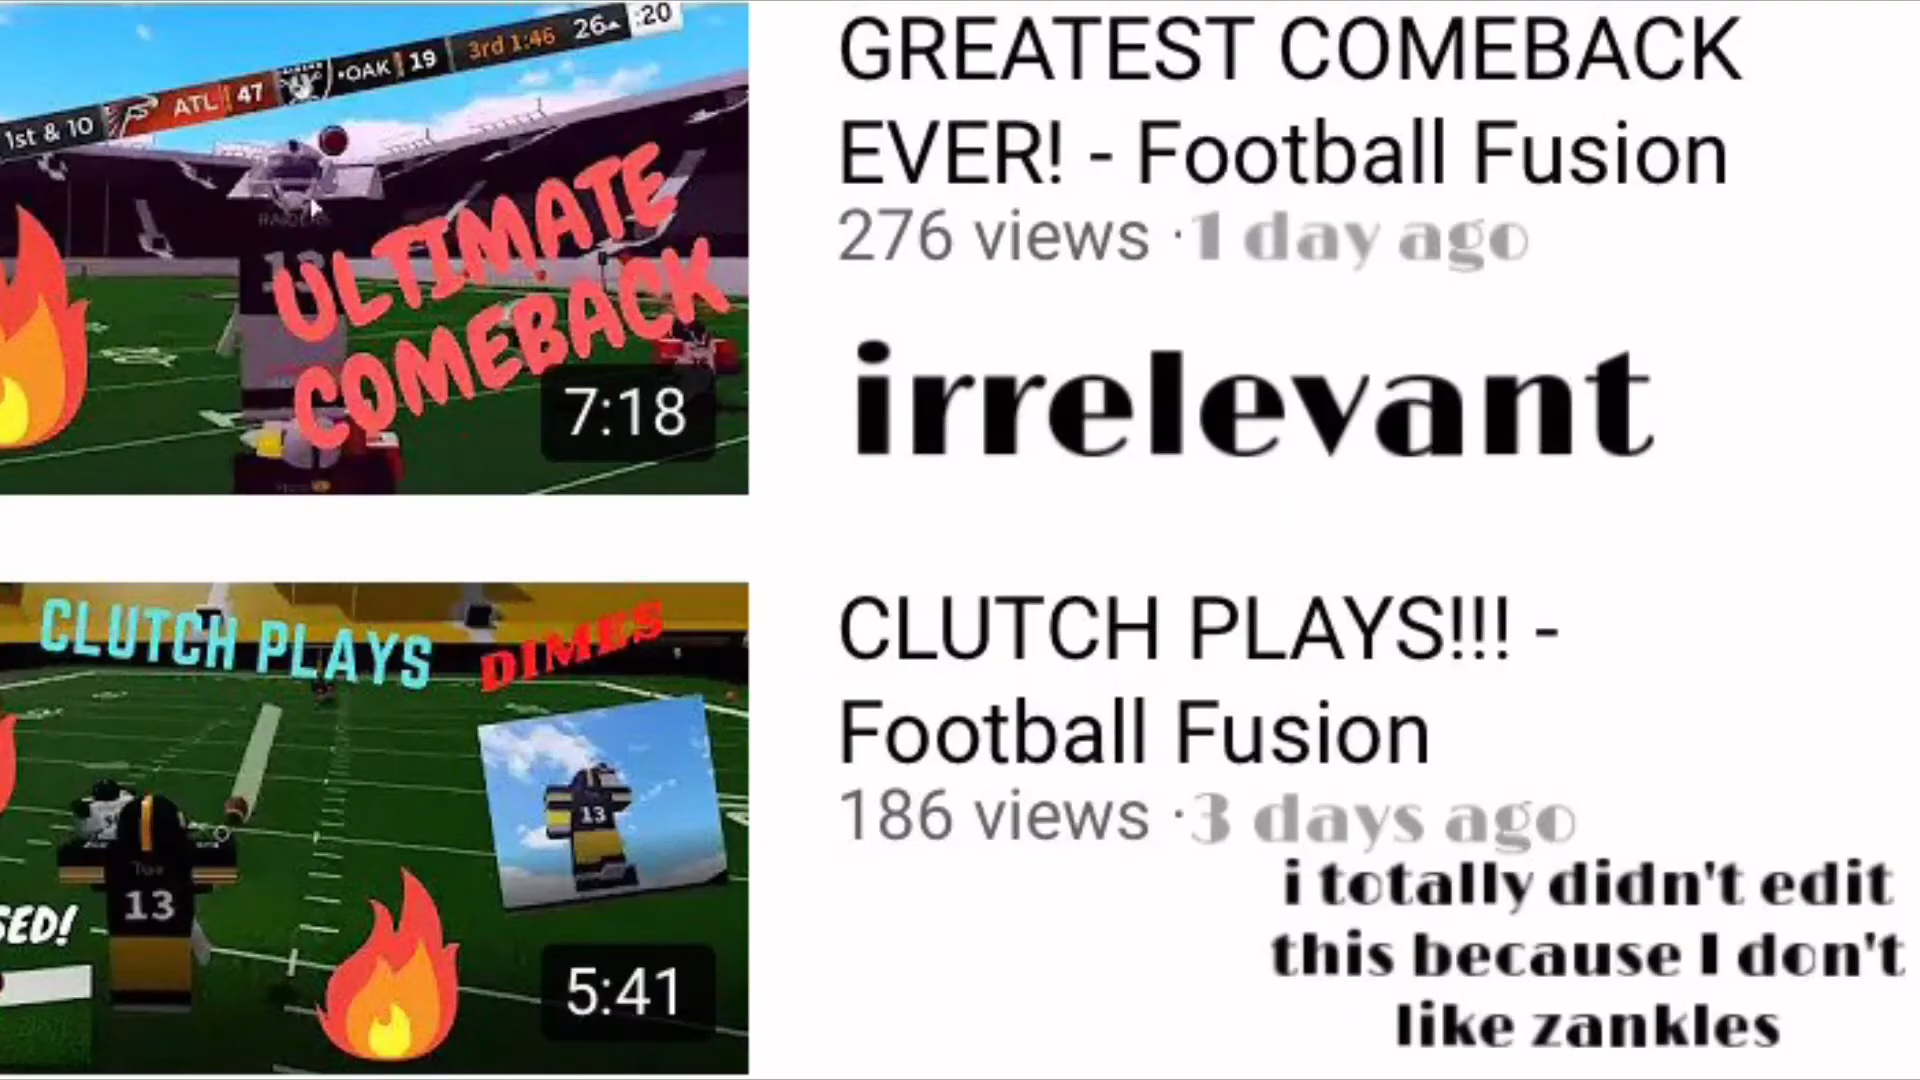 1st & 10 ATL 47 •OAK 19 3rd 1:46 26 :20
RAIDERS
13
ULTIMATE
COMEBACK
7:18
GREATEST COMEBACK
EVER! - Football Fusion
276 views · 1 day ago
irrelevant
CLUTCH PLAYS DIMES
13
13
SED!
5:41
CLUTCH PLAYS!!! -
Football Fusion
186 views · 3 days ago
i totally didn't edit
this because I don't
like zankles